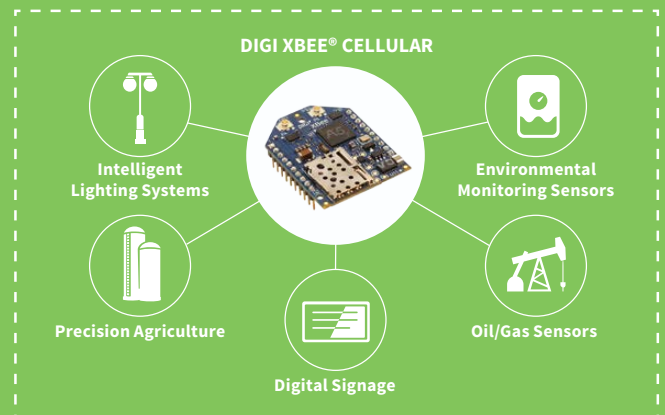 DIGI XBEE® CELLULAR
Intelligent
Lighting Systems
Environmental
Monitoring Sensors
Precision Agriculture
Oil/Gas Sensors
Digital Signage